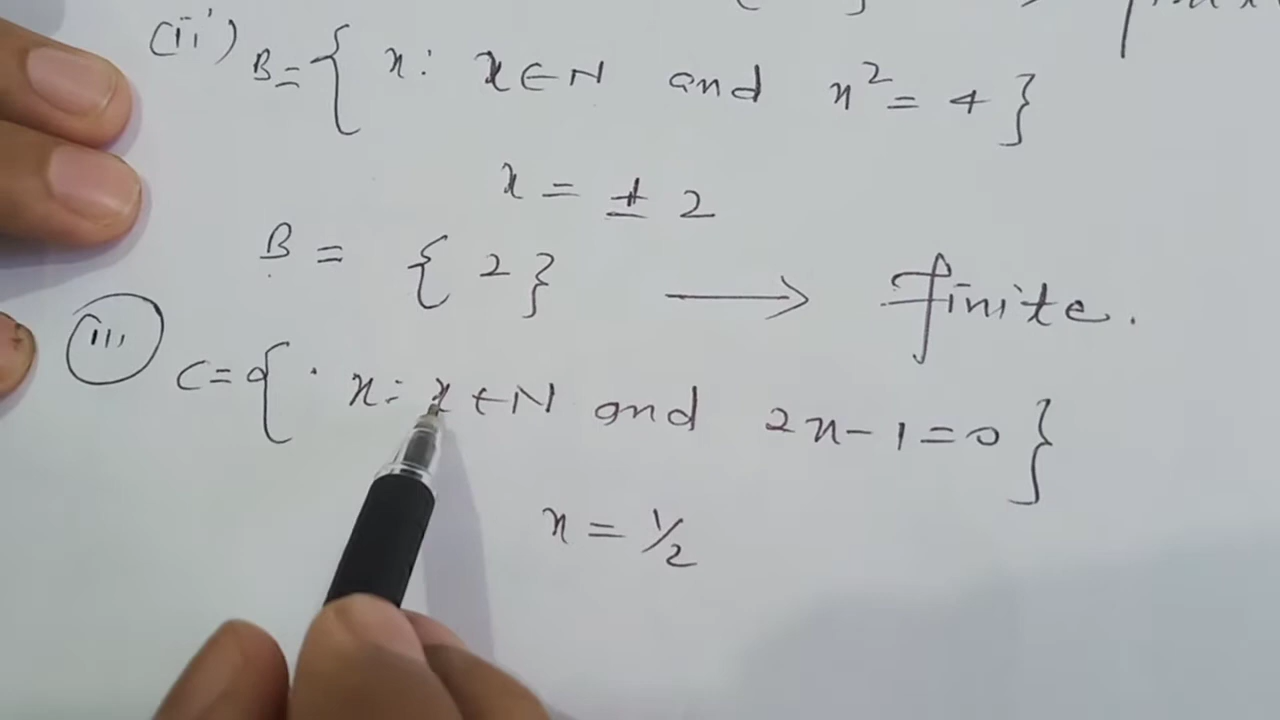 (ii) B = { x : x ∈ N and x² = 4 }
x = ± 2
B = { 2 } → finite.
(iii) C = { x : x ∈ N and 2x - 1 = 0 }
x = 1/2